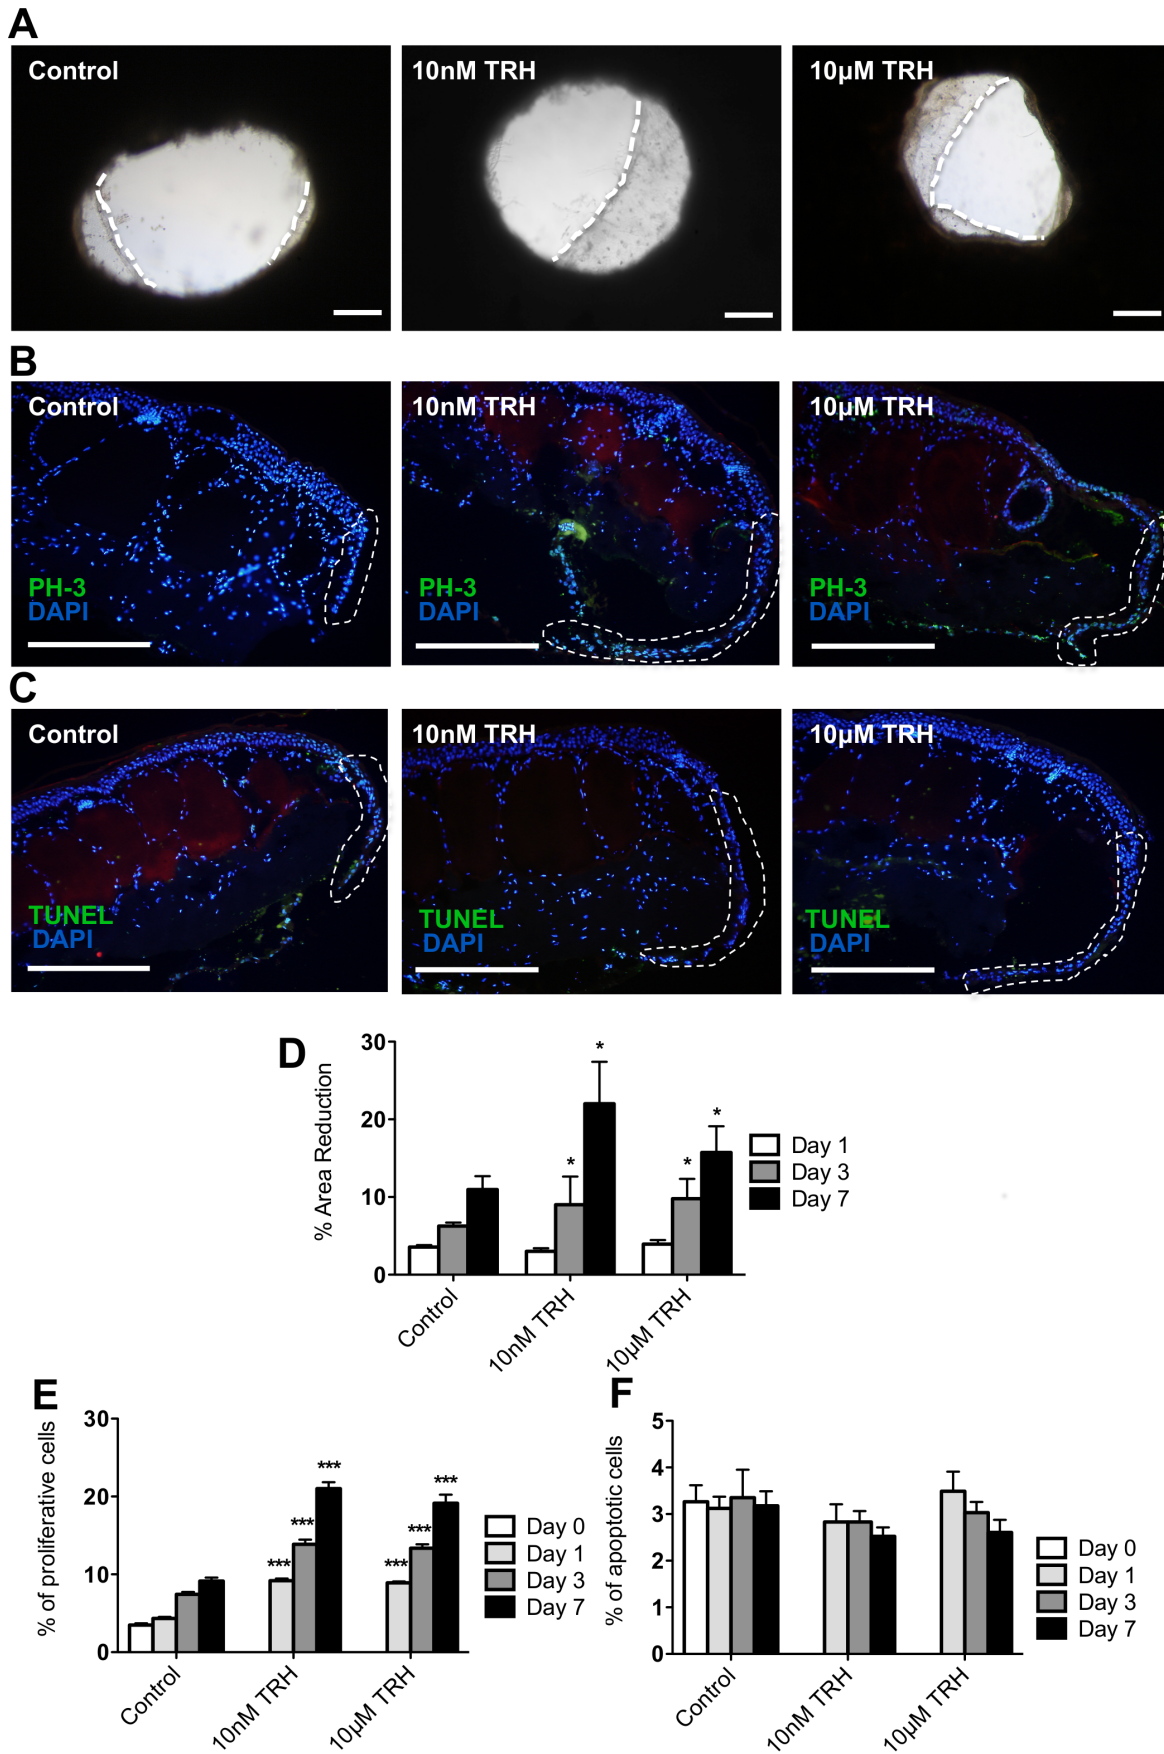 A
Control
10nM TRH
10µM TRH
B
Control
10nM TRH
10µM TRH
PH-3
DAPI
PH-3
DAPI
PH-3
DAPI
C
Control
10nM TRH
10µM TRH
TUNEL
DAPI
TUNEL
DAPI
TUNEL
DAPI
D
% Area Reduction
30
20
10
0
*
*
*
*
Control
10nM TRH
10µM TRH
Day 1
Day 3
Day 7
E
% of proliferative cells
30
20
10
0
***
***
***
***
***
***
Control
10nM TRH
10µM TRH
Day 0
Day 1
Day 3
Day 7
F
% of apoptotic cells
5
4
3
2
1
0
Control
10nM TRH
10µM TRH
Day 0
Day 1
Day 3
Day 7